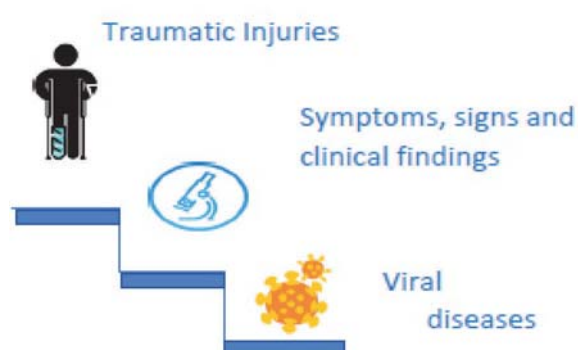 Traumatic Injuries
Symptoms, signs and
clinical findings
Viral
diseases